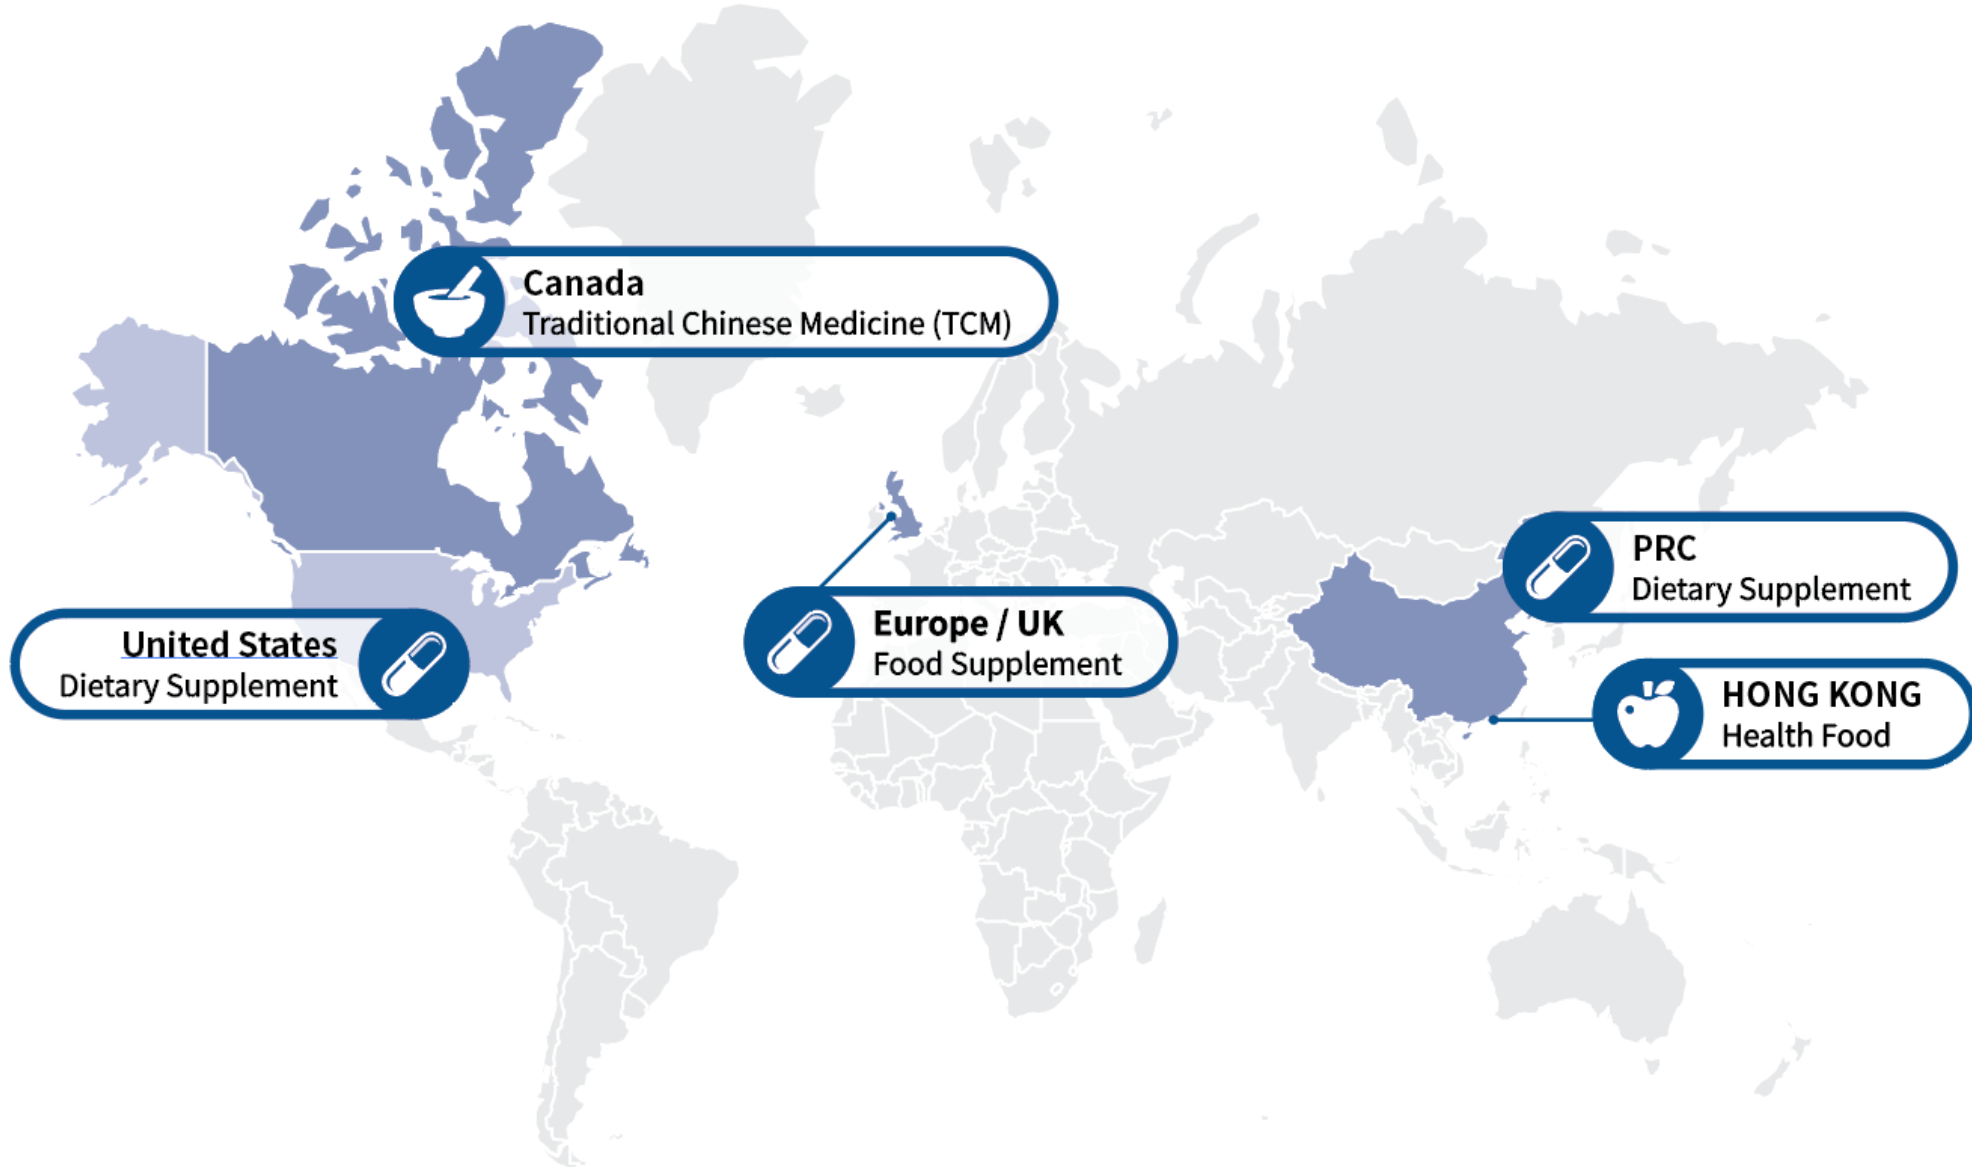 Canada
Traditional Chinese Medicine (TCM)
PRC
Dietary Supplement
Europe / UK
Food Supplement
United States
Dietary Supplement
HONG KONG
Health Food